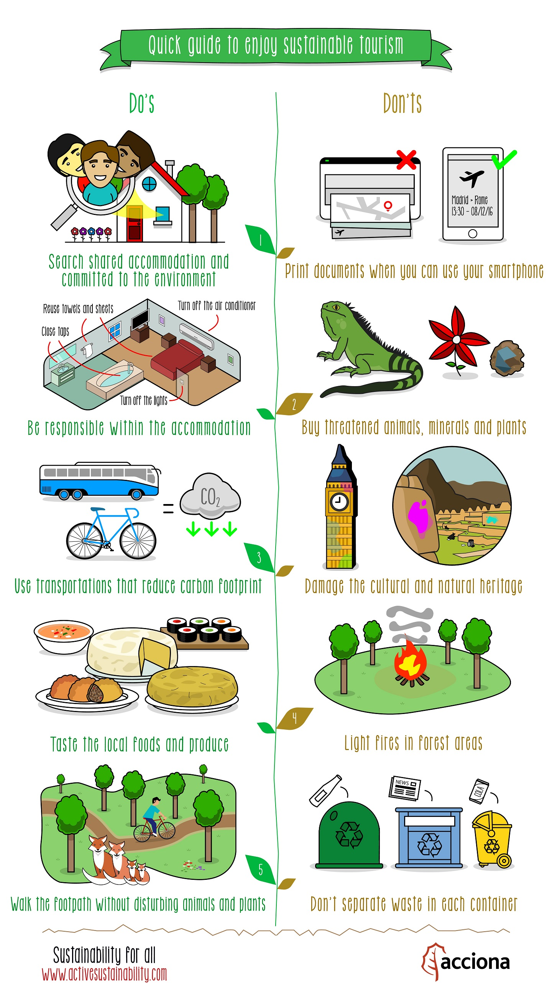 Quick guide to enjoy sustainable tourism
Do's
Don'ts
Madrid > Rome
13:30 - 08/12/16
1
Search shared accommodation and
committed to the environment
Print documents when you can use your smartphone
Reuse towels and sheets
Turn off the air conditioner
Close taps
Turn off the lights
2
Be responsible within the accommodation
Buy threatened animals, minerals and plants
CO2
3
Use transportations that reduce carbon footprint
Damage the cultural and natural heritage
4
Taste the local foods and produce
Light fires in forest areas
NEWS
COLA
5
Walk the footpath without disturbing animals and plants
Don't separate waste in each container
Sustainability for all
www.activesustainability.com
acciona